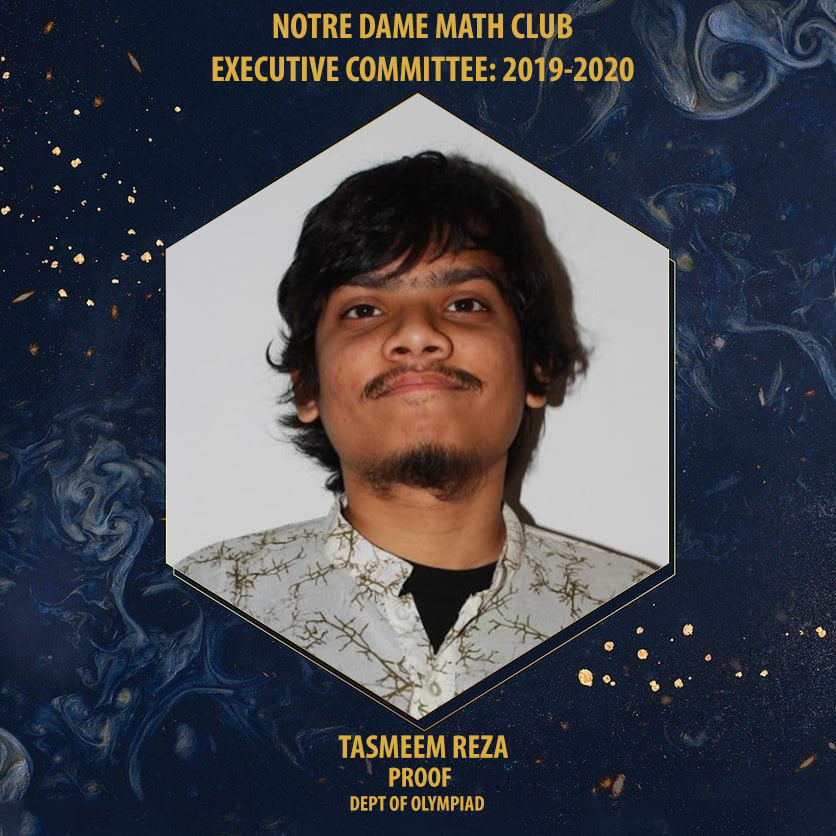 NOTRE DAME MATH CLUB
EXECUTIVE COMMITTEE: 2019-2020
TASMEEM REZA
PROOF
DEPT OF OLYMPIAD